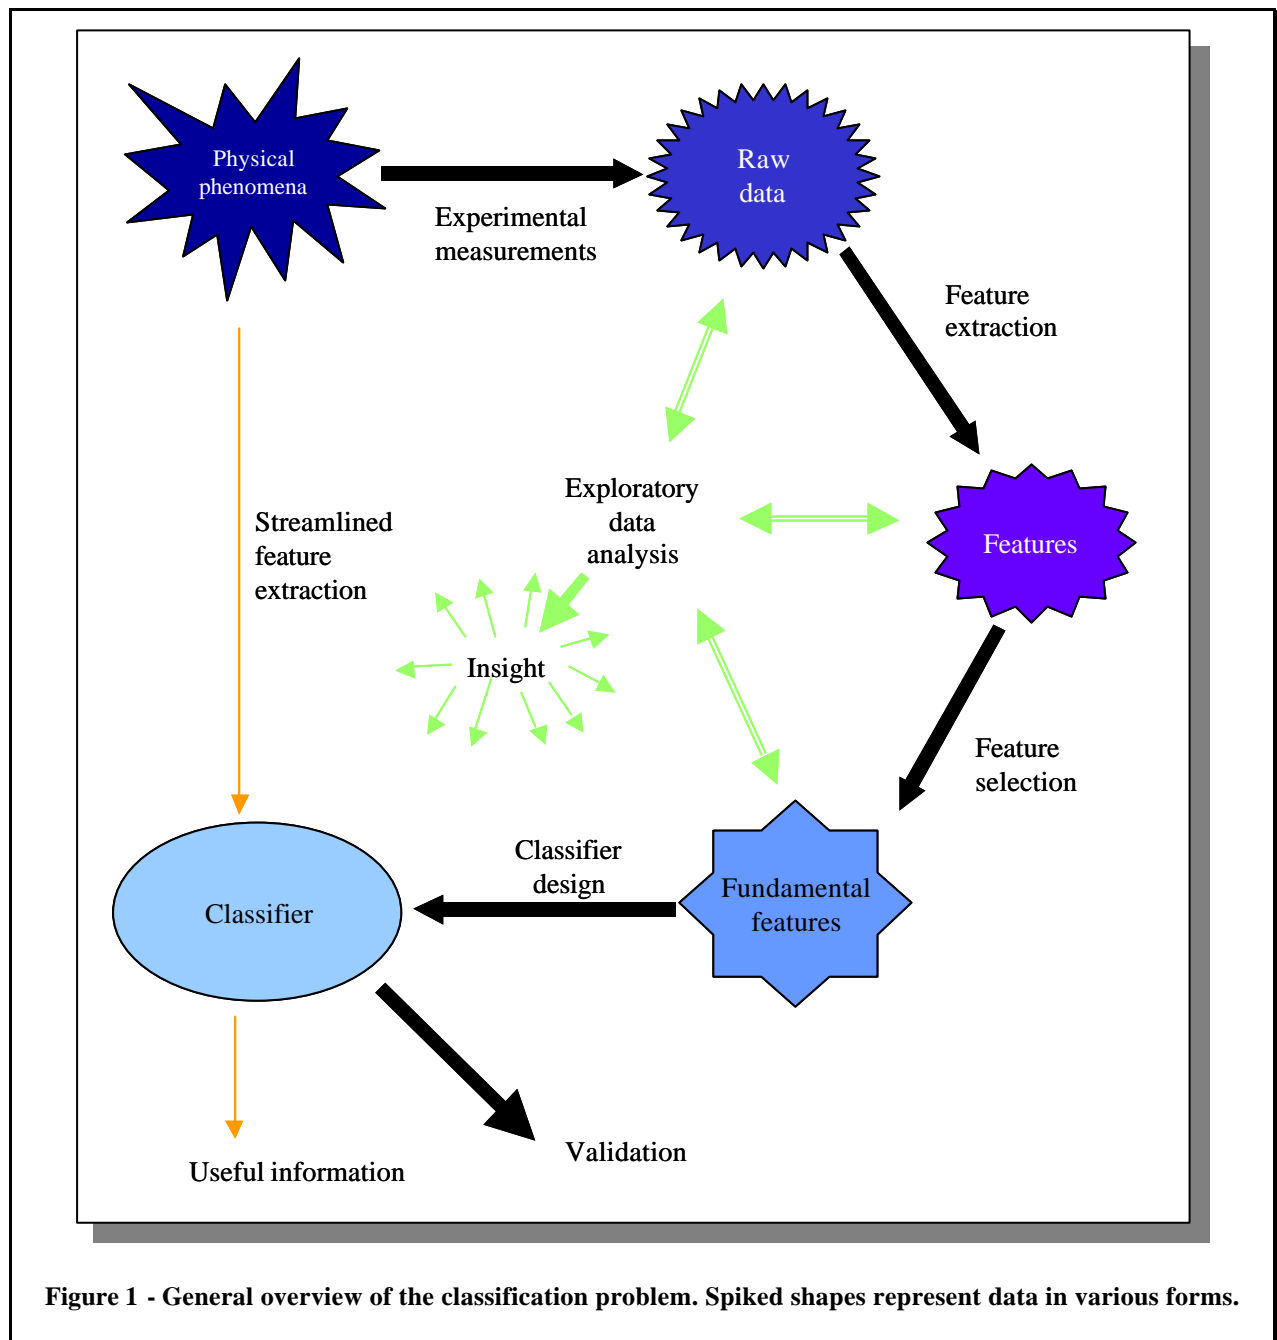 Physical
phenomena
Raw
data
Experimental
measurements
Feature
extraction
Exploratory
data
analysis
Features
Streamlined
feature
extraction
Insight
Feature
selection
Classifier
design
Fundamental
features
Classifier
Validation
Useful information
Figure 1 - General overview of the classification problem. Spiked shapes represent data in various forms.